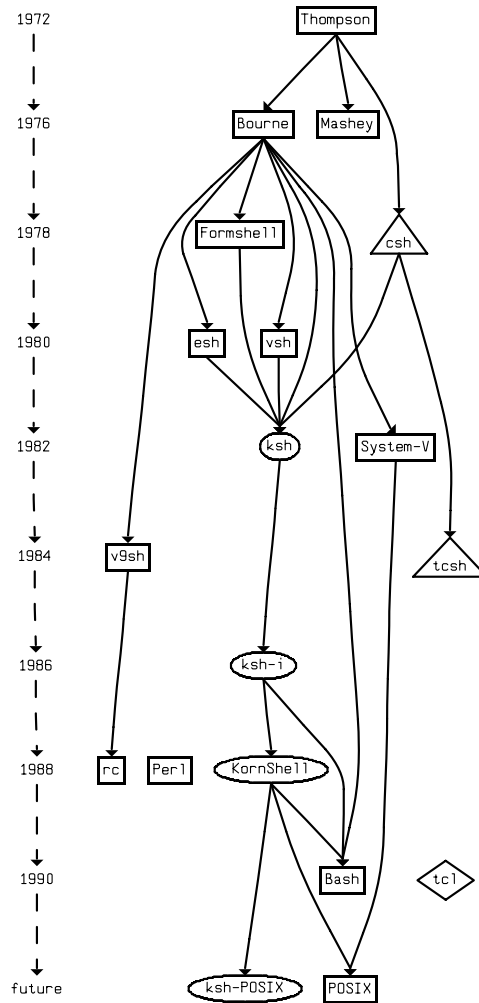 1972
Thompson
1976
Bourne
Mashey
1978
Formshell
csh
1980
esh
vsh
1982
ksh
System-V
1984
v9sh
tcsh
1986
ksh-i
1988
rc
Perl
KornShell
1990
Bash
tcl
future
ksh-POSIX
POSIX